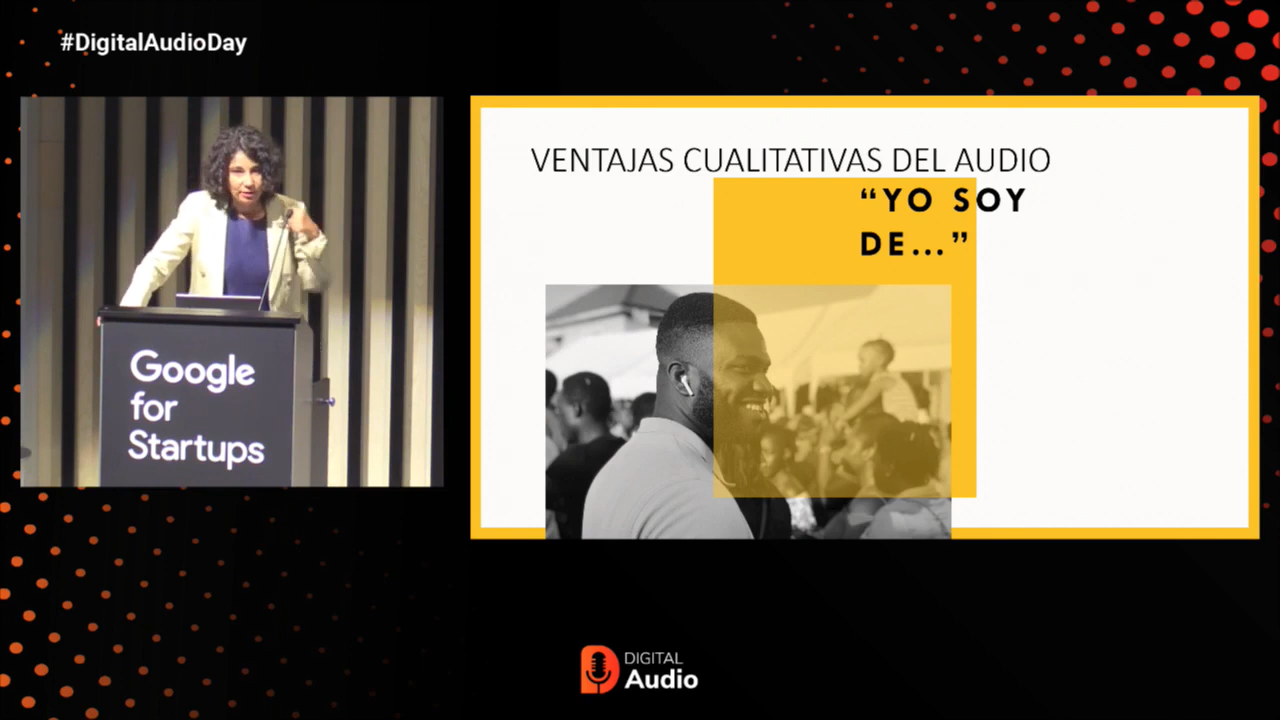 #DigitalAudioDay
VENTAJAS CUALITATIVAS DEL AUDIO
“YO SOY
DE...”
Google
for
Startups
DIGITAL
Audio